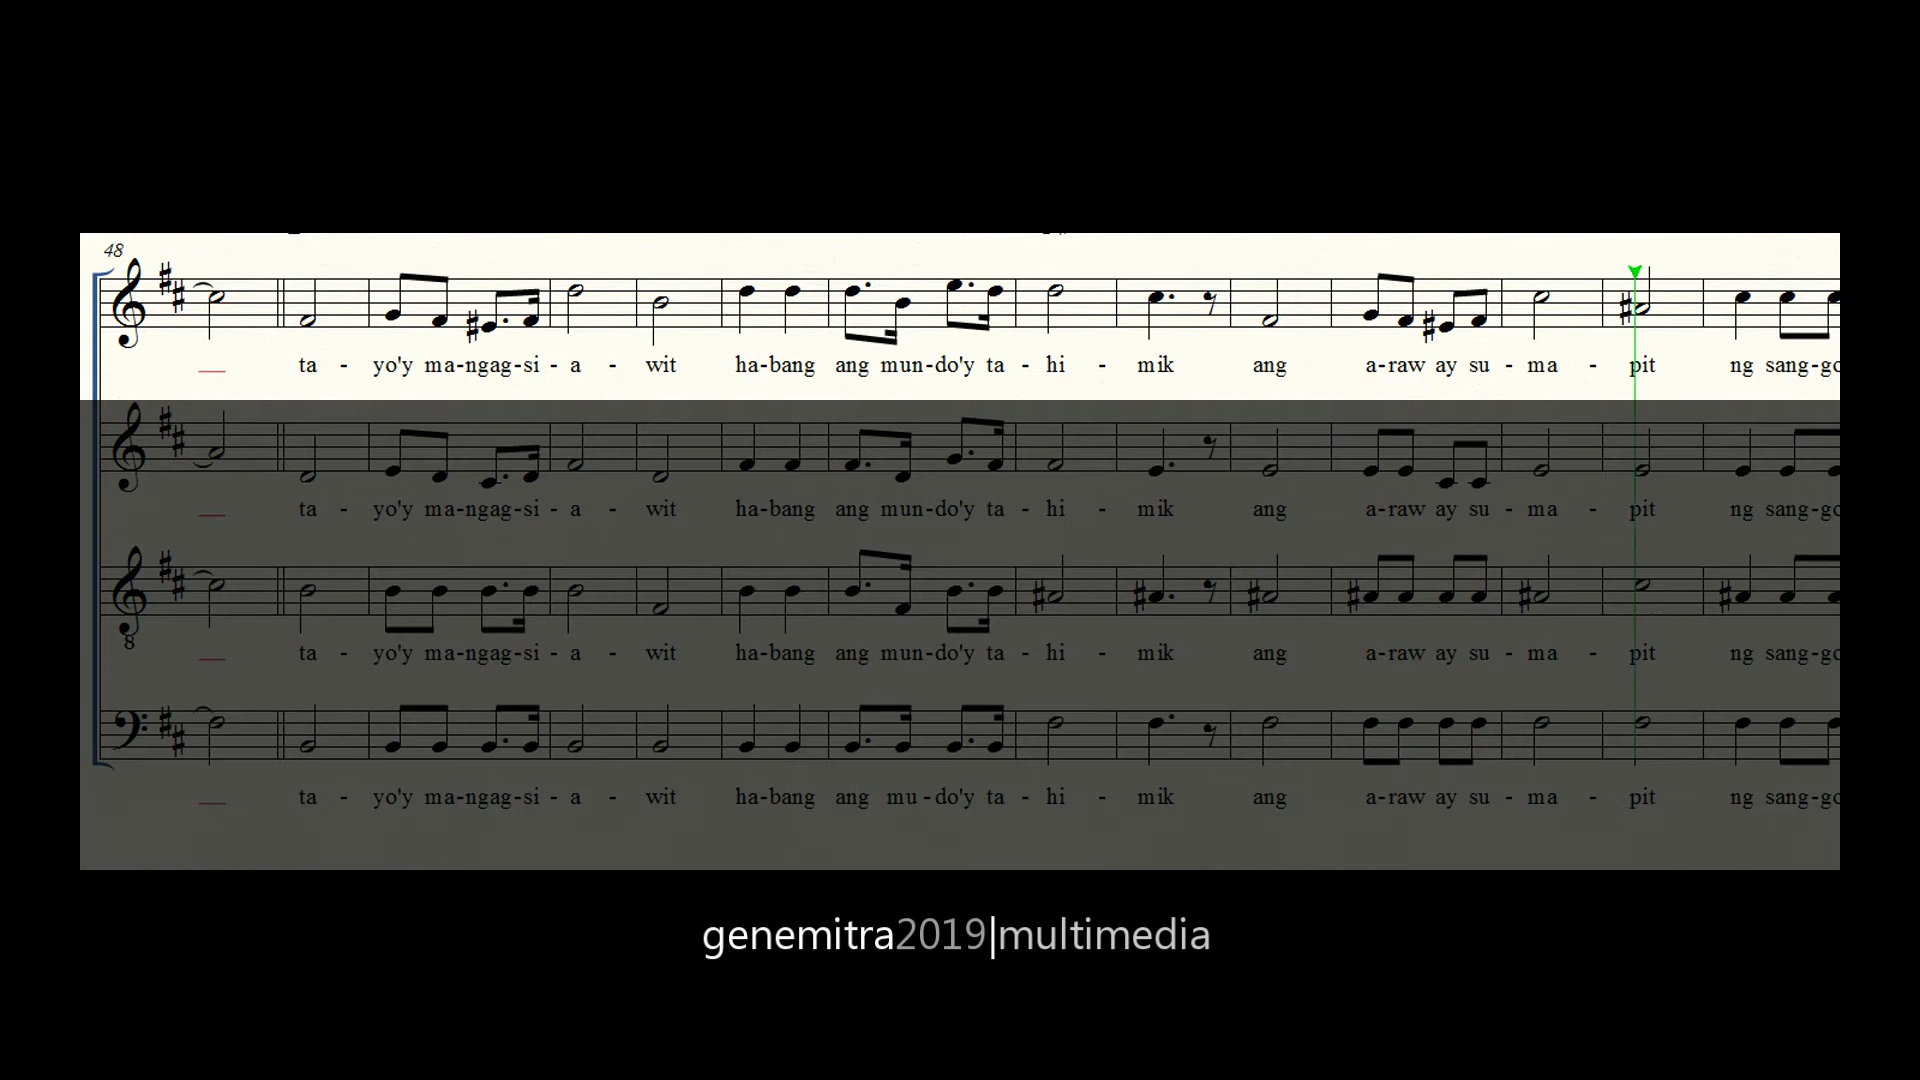 48
ta - yo'y ma-ngag-si - a - wit ha-bang ang mun-do'y ta - hi - mik ang a-raw ay su - ma - pit ng sang-go
ta - yo'y ma-ngag-si - a - wit ha-bang ang mun-do'y ta - hi - mik ang a-raw ay su - ma - pit ng sang-go
8
ta - yo'y ma-ngag-si - a - wit ha-bang ang mun-do'y ta - hi - mik ang a-raw ay su - ma - pit ng sang-go
ta - yo'y ma-ngag-si - a - wit ha-bang ang mu-do'y ta - hi - mik ang a-raw ay su - ma - pit ng sang-go
genemitra2019|multimedia